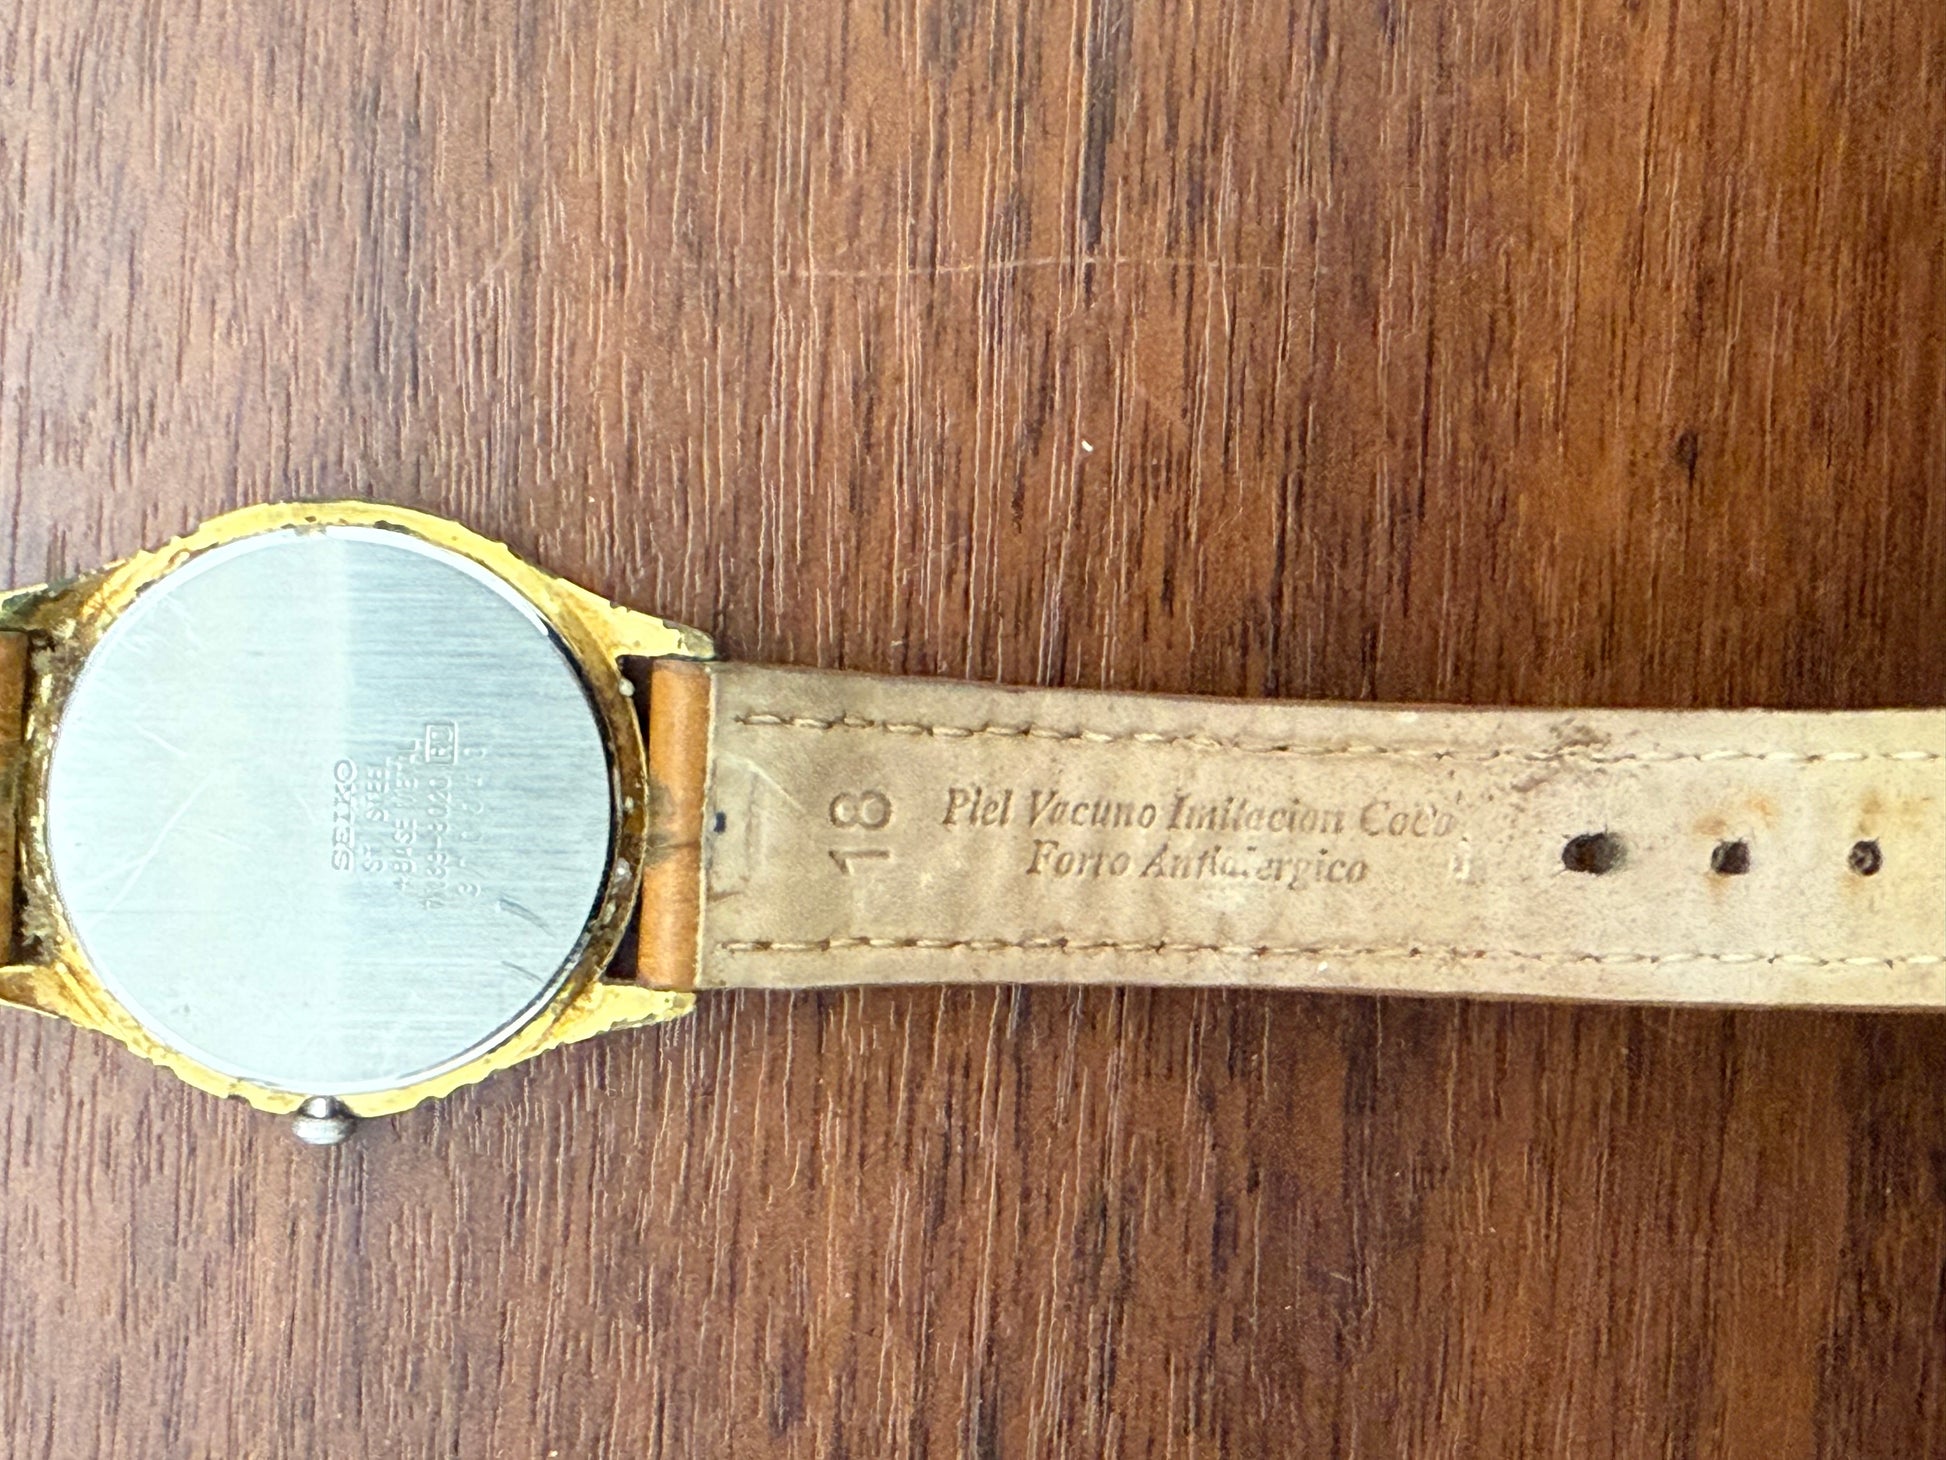 SEIKO
ST. STEEL
+BASE METAL
18
Piel Vacuno Imitacion Coco
Forro Antialergico